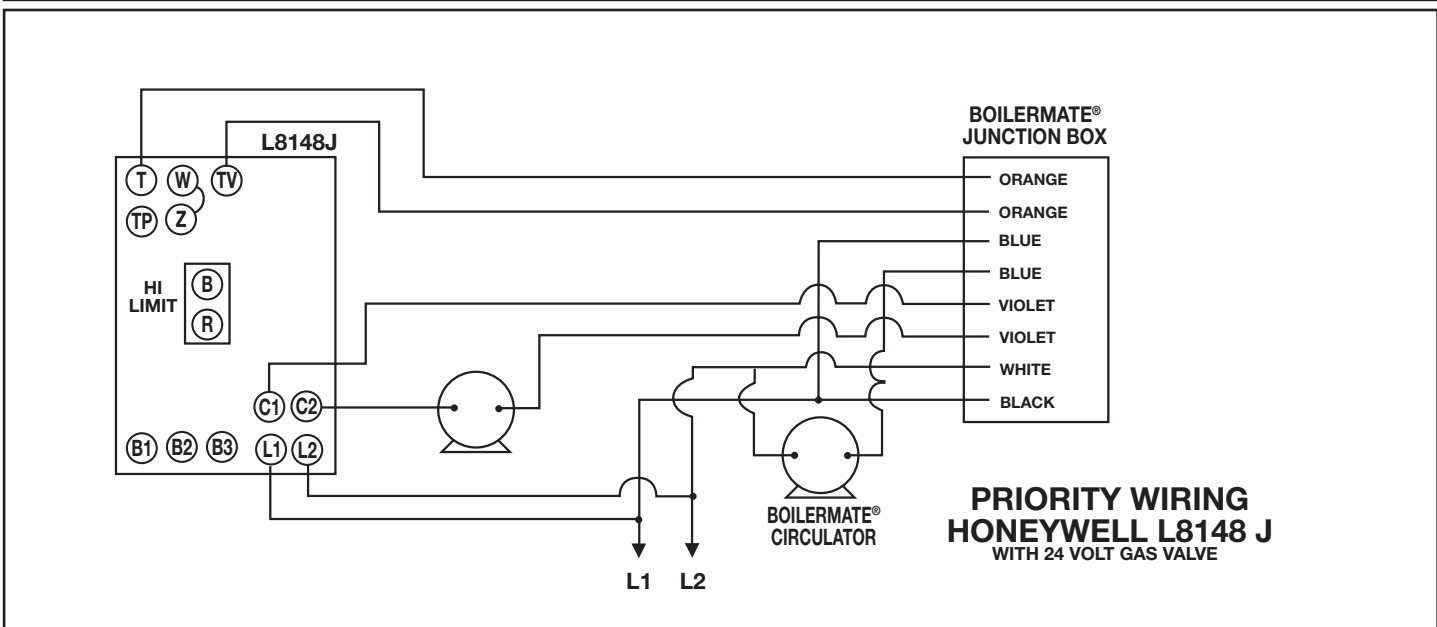 L8148J
T
W
TV
TP
Z
HI
LIMIT
B
R
C1
C2
B1
B2
B3
L1
L2
BOILERMATE®
JUNCTION BOX
ORANGE
ORANGE
BLUE
BLUE
VIOLET
VIOLET
WHITE
BLACK
BOILERMATE®
CIRCULATOR
L1
L2
PRIORITY WIRING
HONEYWELL L8148 J
WITH 24 VOLT GAS VALVE